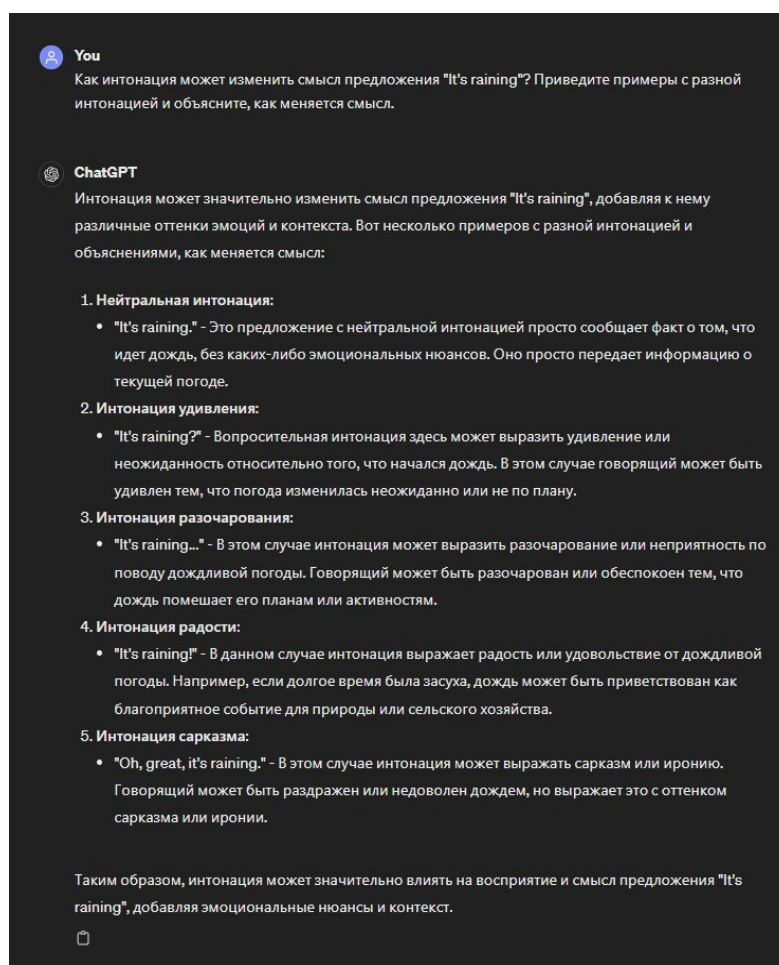 You
Как интонация может изменить смысл предложения "It's raining"? Приведите примеры с разной
интонацией и объясните, как меняется смысл.
ChatGPT
Интонация может значительно изменить смысл предложения "It's raining", добавляя к нему
различные оттенки эмоций и контекста. Вот несколько примеров с разной интонацией и
объяснениями, как меняется смысл:
1. Нейтральная интонация:
• "It's raining." - Это предложение с нейтральной интонацией просто сообщает факт о том, что
идет дождь, без каких-либо эмоциональных нюансов. Оно просто передает информацию о
текущей погоде.
2. Интонация удивления:
• "It's raining?" - Вопросительная интонация здесь может выразить удивление или
неожиданность относительно того, что начался дождь. В этом случае говорящий может быть
удивлен тем, что погода изменилась неожиданно или не по плану.
3. Интонация разочарования:
• "It's raining..." - В этом случае интонация может выразить разочарование или неприятность по
поводу дождливой погоды. Говорящий может быть разочарован или обеспокоен тем, что
дождь помешает его планам или активностям.
4. Интонация радости:
• "It's raining!" - В данном случае интонация выражает радость или удовольствие от дождливой
погоды. Например, если долгое время была засуха, дождь может быть приветствован как
благоприятное событие для природы или сельского хозяйства.
5. Интонация сарказма:
• "Oh, great, it's raining." - В этом случае интонация может выражать сарказм или иронию.
Говорящий может быть раздражен или недоволен дождем, но выражает это с оттенком
сарказма или иронии.
Таким образом, интонация может значительно влиять на восприятие и смысл предложения "It's
raining", добавляя эмоциональные нюансы и контекст.